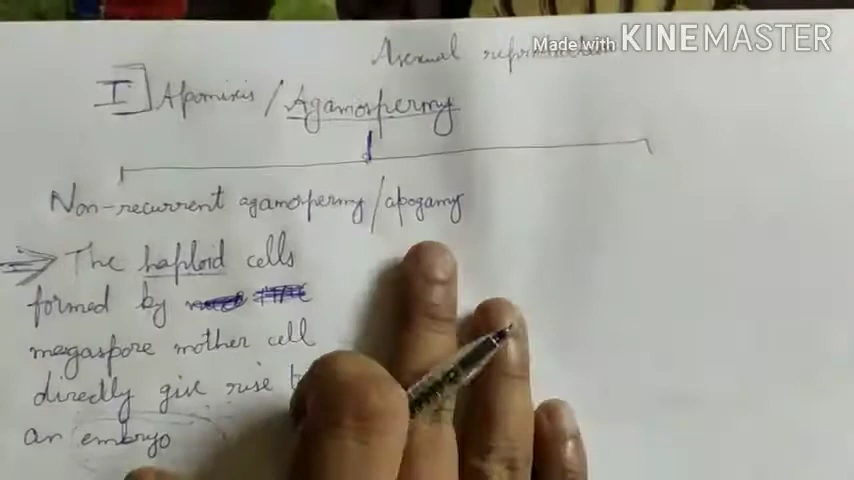 Asexual
Made with KINEMASTER
I] Apomixis / Agamospermy
Non-recurrent agamospermy / apogamy
⇒ The haploid cells
formed by
megaspore mother cell
directly give rise
an embryo